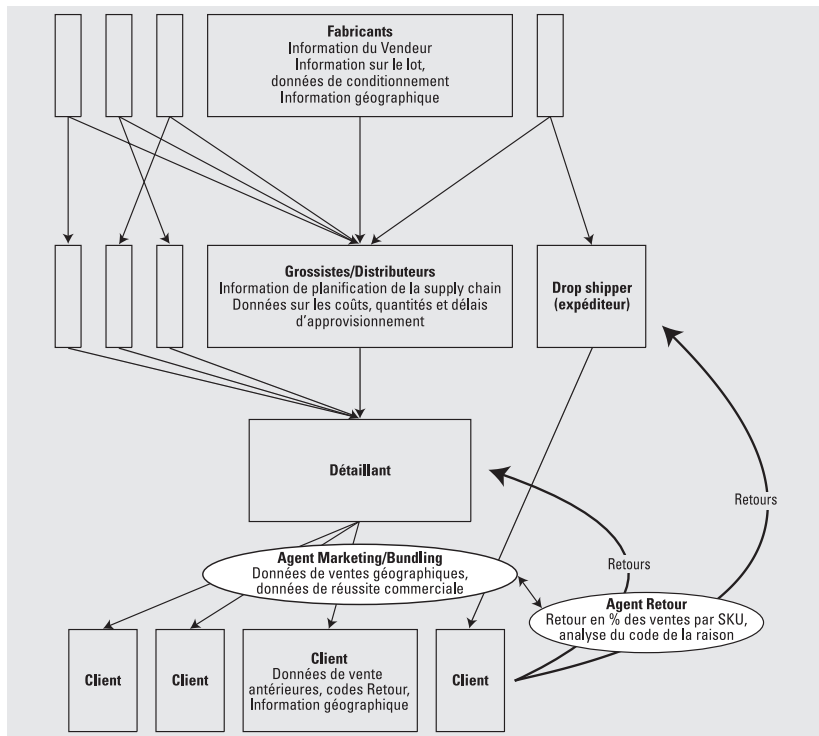 Fabricants
Information du Vendeur
Information sur le lot,
données de conditionnement
Information géographique
Grossistes/Distributeurs
Information de planification de la supply chain
Données sur les coûts, quantités et délais
d'approvisionnement
Drop shipper
(expéditeur)
Détaillant
Retours
Retours
Agent Marketing/Bundling
Données de ventes géographiques,
données de réussite commerciale
Agent Retour
Retour en % des ventes par SKU,
analyse du code de la raison
Client
Client
Client
Données de vente
antérieures, codes Retour,
Information géographique
Client